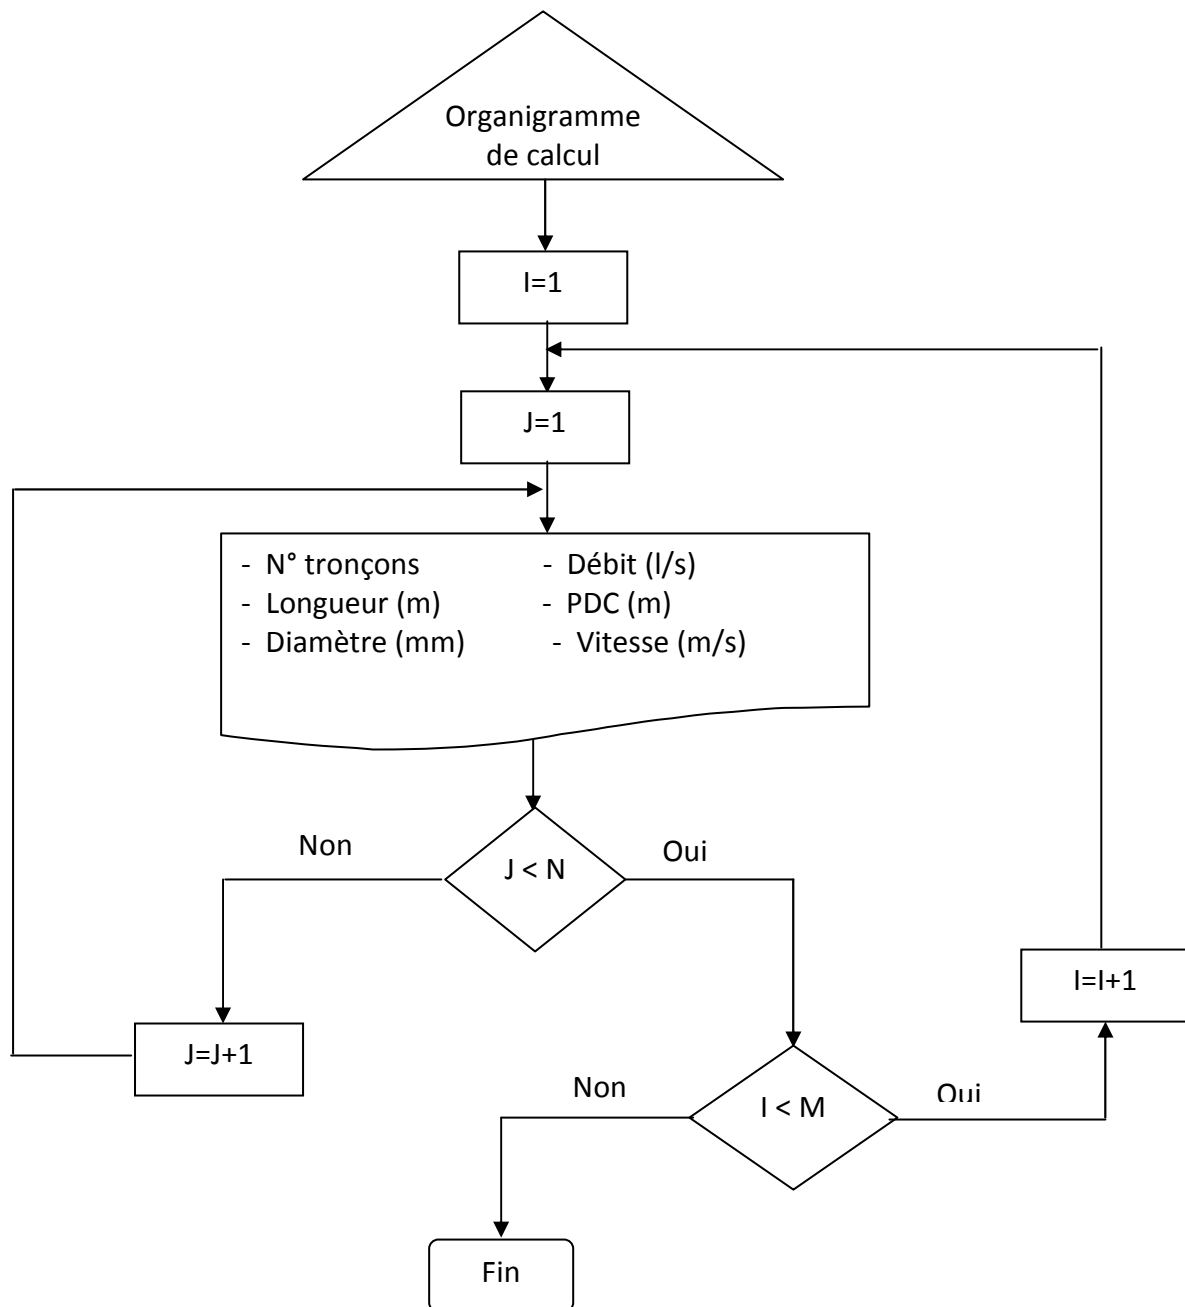 Organigramme
de calcul
I=1
J=1
- N° tronçons - Débit (l/s)
- Longueur (m) - PDC (m)
- Diamètre (mm) - Vitesse (m/s)
Non
J < N
Oui
I=I+1
J=J+1
Non
I < M
Oui
Fin